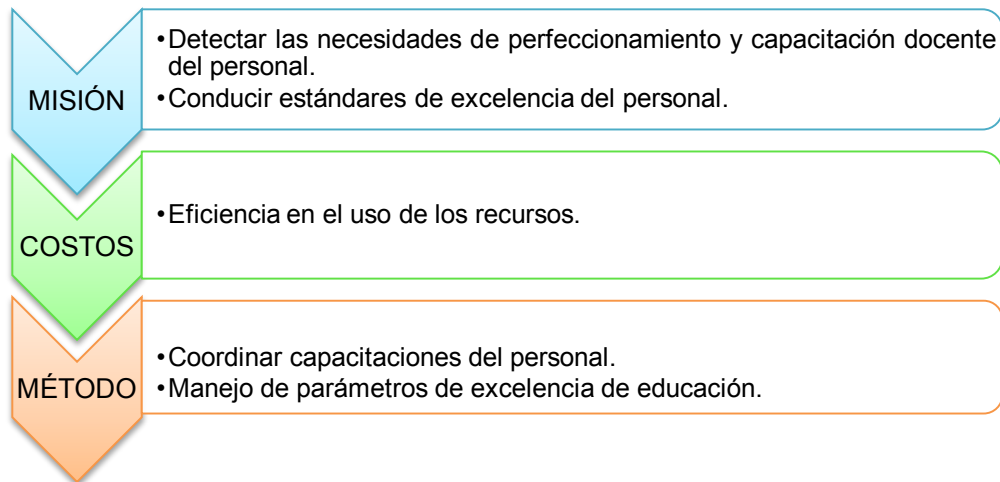 MISIÓN
•Detectar las necesidades de perfeccionamiento y capacitación docente
del personal.
•Conducir estándares de excelencia del personal.
COSTOS
•Eficiencia en el uso de los recursos.
MÉTODO
•Coordinar capacitaciones del personal.
•Manejo de parámetros de excelencia de educación.